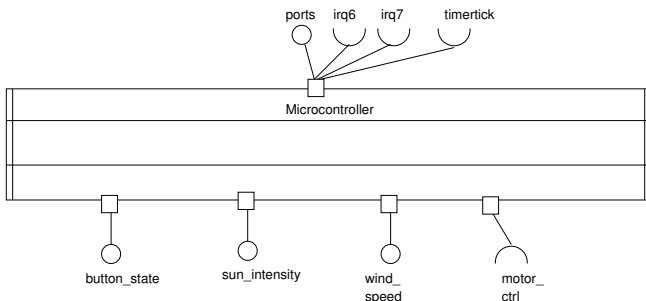 ports irq6 irq7 timertick
Microcontroller
button_state sun_intensity wind_ motor_
speed ctrl